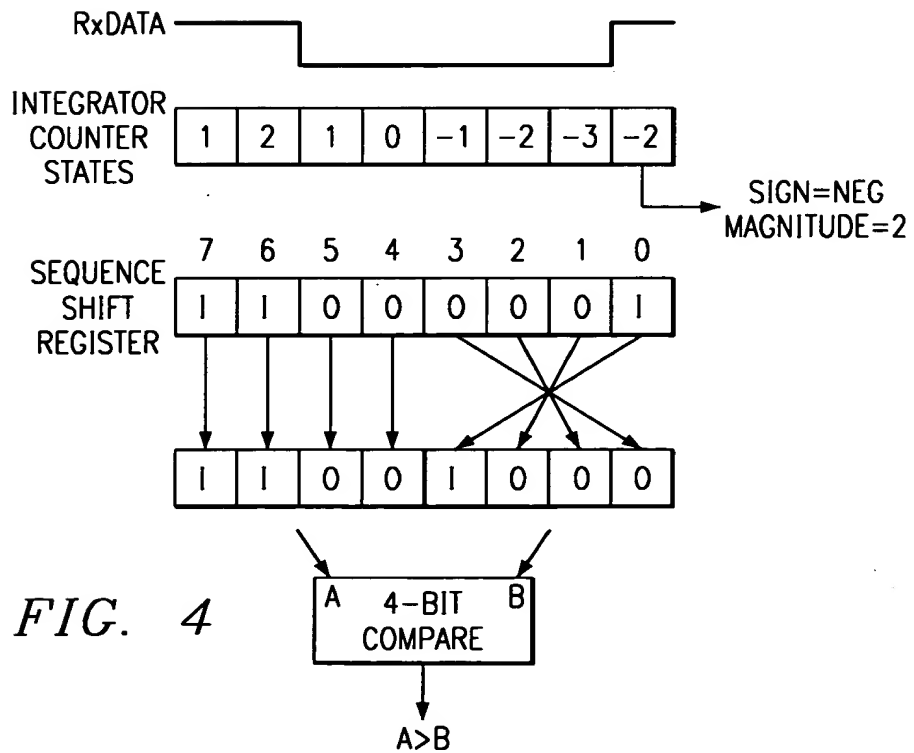 RxDATA
INTEGRATOR
COUNTER
STATES
1 2 1 0 -1 -2 -3 -2
SIGN=NEG
MAGNITUDE=2
7 6 5 4 3 2 1 0
SEQUENCE
SHIFT
REGISTER
1 1 0 0 0 0 0 1
1 1 0 0 1 0 0 0
A 4-BIT B
COMPARE
FIG. 4
A>B